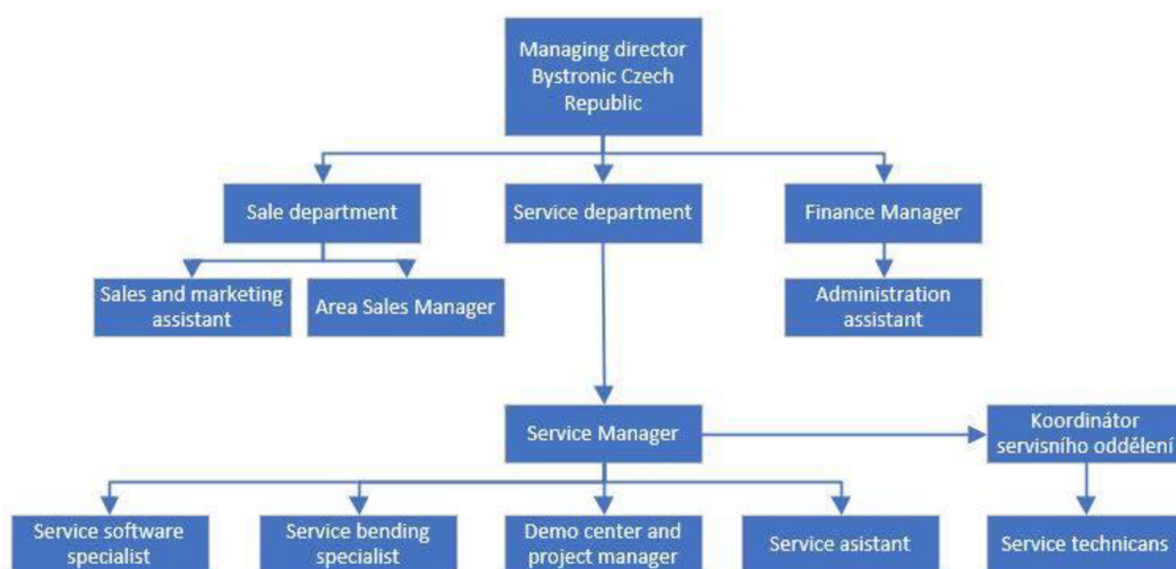 Managing director
Bystronic Czech
Republic
Sale department
Service department
Finance Manager
Sales and marketing
assistant
Area Sales Manager
Administration
assistant
Service Manager
Koordinátor
servisního oddělení
Service software
specialist
Service bending
specialist
Demo center and
project manager
Service asistant
Service technicans